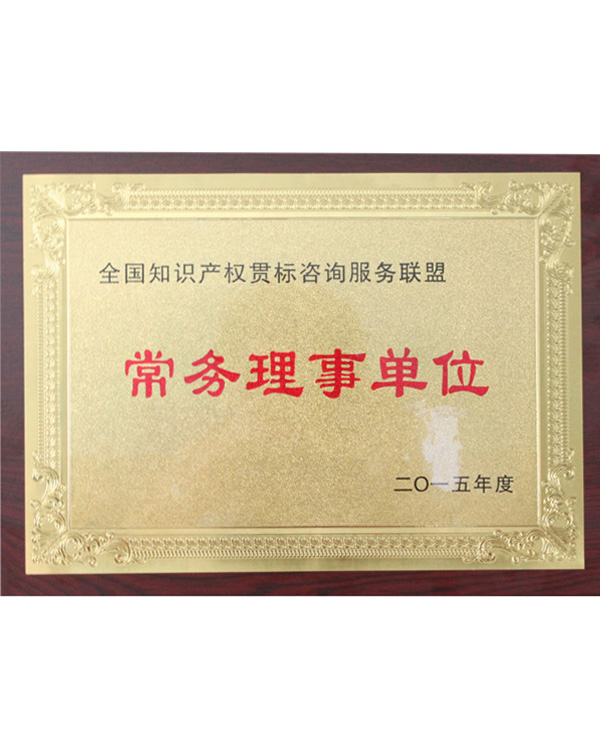 全国知识产权贯标咨询服务联盟
常务理事单位
二〇一五年度